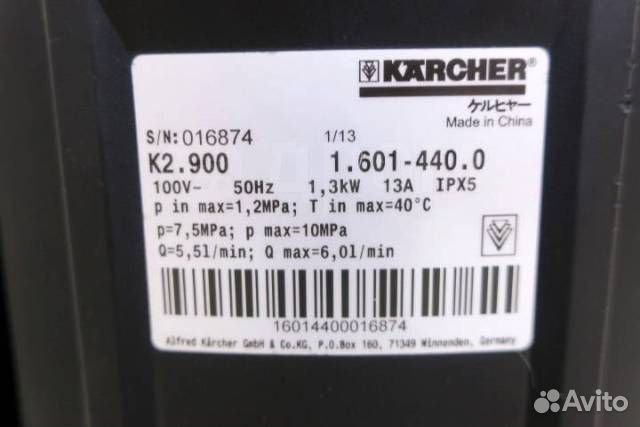 KÄRCHER®
ケルヒャー
Made in China
S/N: 016874 1/13
K2.900 1.601-440.0
100V~ 50Hz 1,3kW 13A IPX5
p in max=1,2MPa; T in max=40°C
p=7,5MPa; p max=10MPa
Q=5,5l/min; Q max=6,0l/min
16014400016874
Alfred Kärcher GmbH & Co.KG, P.O.Box 160, 71349 Winnenden, Germany
Avito